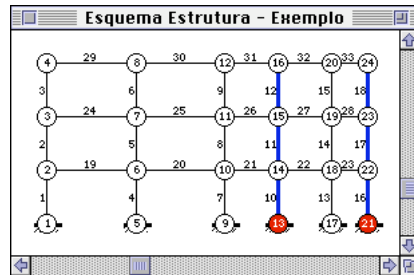 Esquema Estrutura - Exemplo
4 29 8 30 12 31 16 32 20 33 24
3 6 9 12 15 18
3 24 7 25 11 26 15 27 19 28 23
2 5 8 11 14 17
2 19 6 20 10 21 14 22 18 23 22
1 4 7 10 13 16
1 5 9 13 17 21